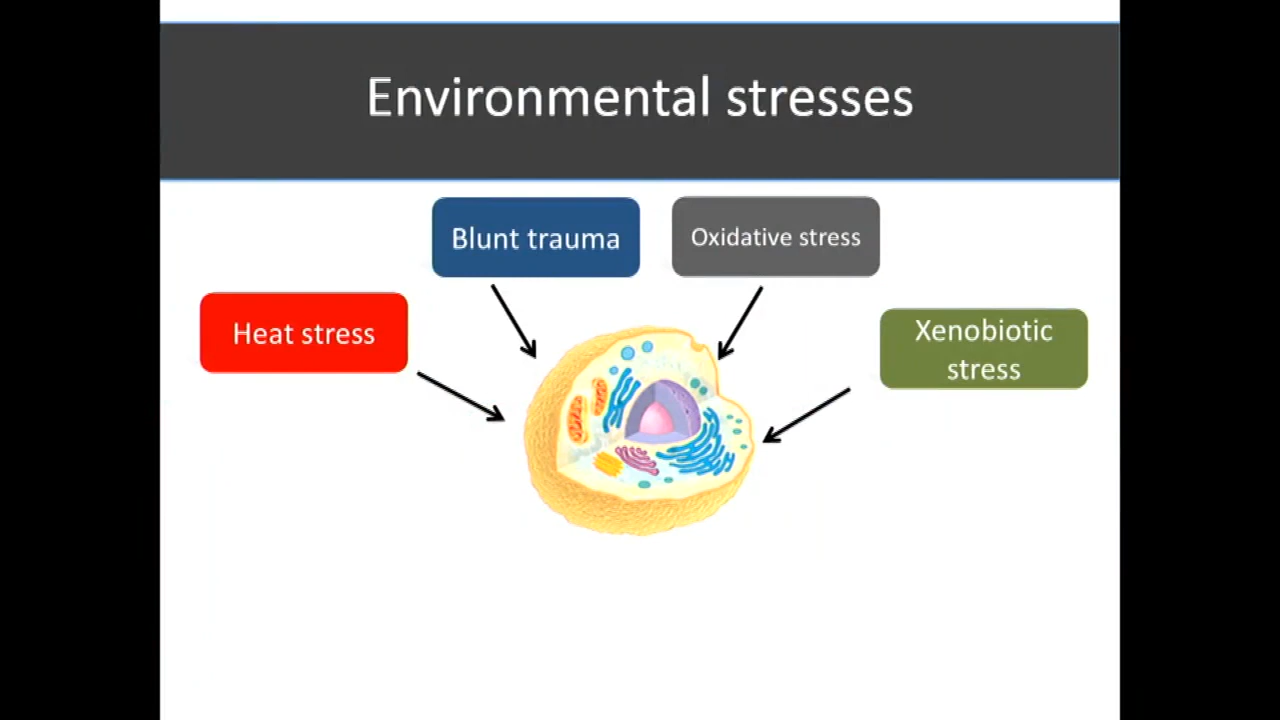 Environmental stresses
Blunt trauma
Oxidative stress
Heat stress
Xenobiotic
stress